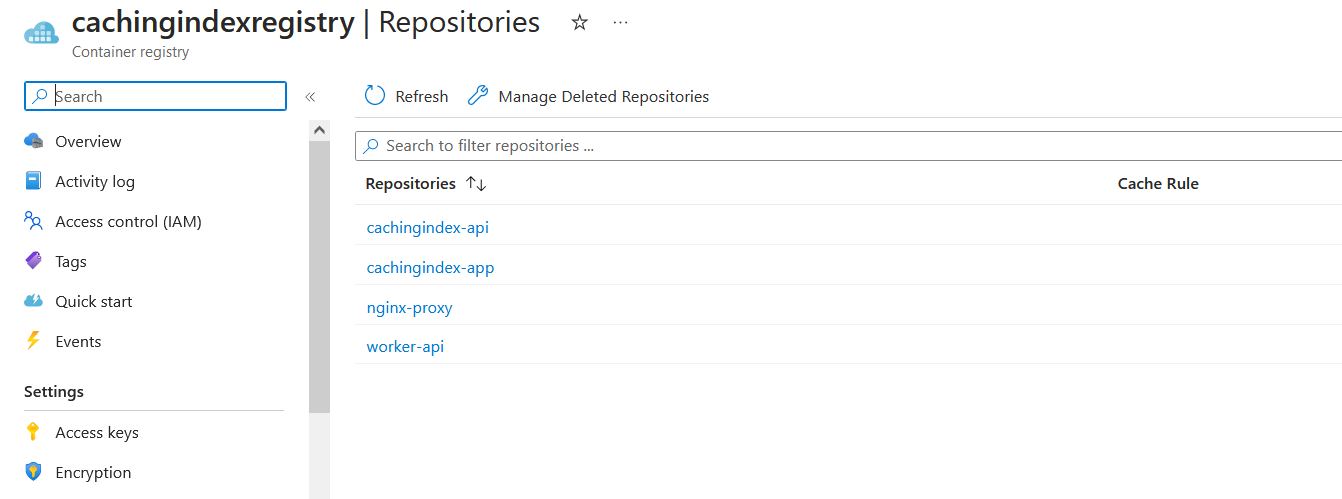 cachingindexregistry | Repositories
Container registry
Search
Overview
Activity log
Access control (IAM)
Tags
Quick start
Events
Settings
Access keys
Encryption
Refresh
Manage Deleted Repositories
Search to filter repositories ...
Repositories
Cache Rule
cachingindex-api
cachingindex-app
nginx-proxy
worker-api